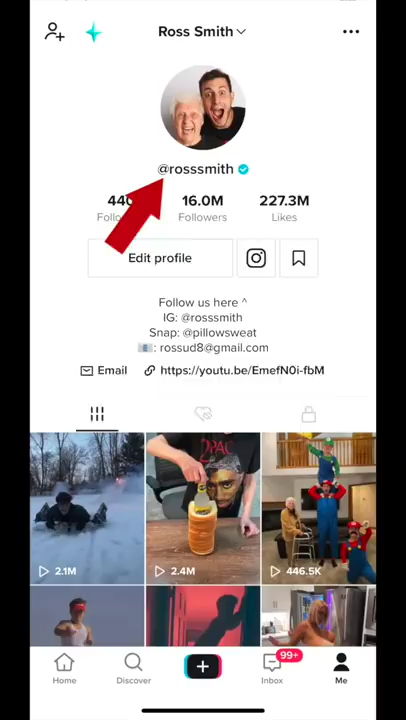 Ross Smith
@rosssmith
440
16.0M
227.3M
Followers
Likes
Edit profile
Follow us here ^
IG: @rosssmith
Snap: @pillowsweat
: rossud8@gmail.com
Email
https://youtu.be/EmefN0i-fbM
2PAC
2.1M
2.4M
446.5K
99+
Home
Discover
Inbox
Me